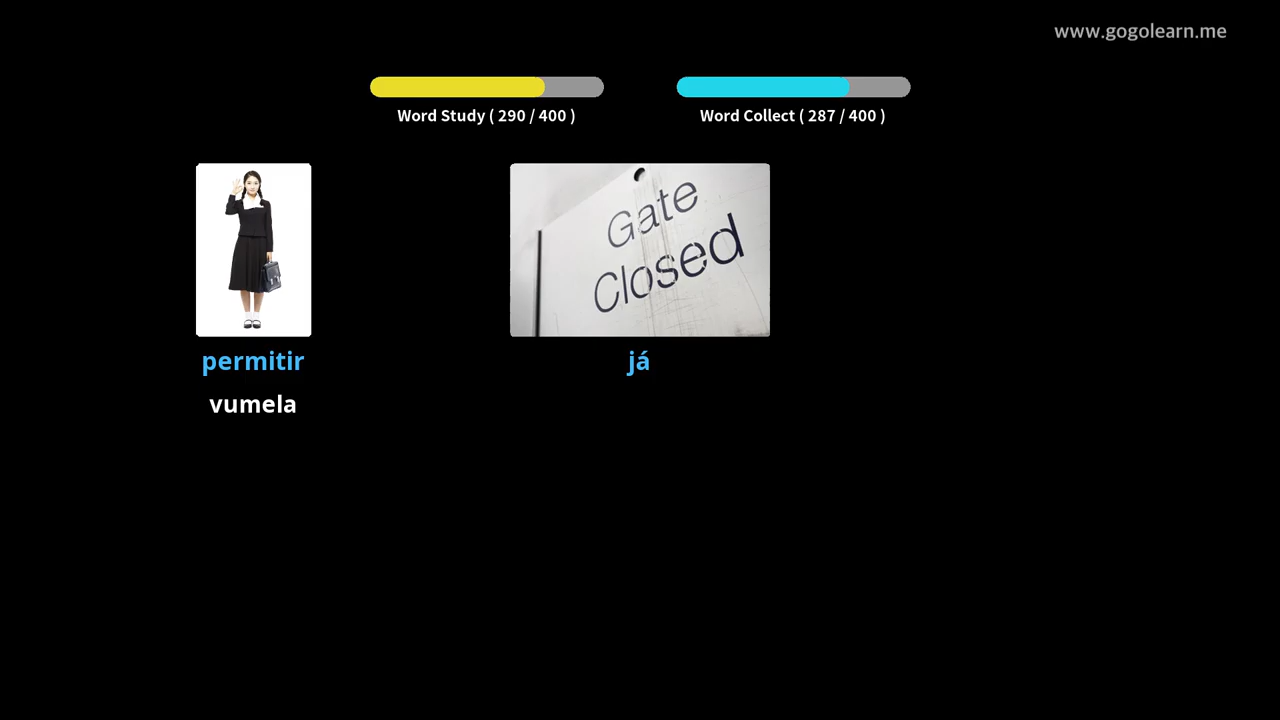 www.gogolearn.me
Word Study ( 290 / 400 )
Word Collect ( 287 / 400 )
Gate
Closed
permitir
já
vumela